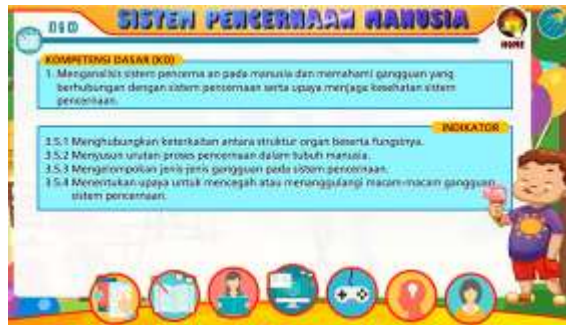 SISTEM PENCERNAAN MANUSIA
HOME
KOMPETENSI DASAR (KD)
1. Menganalisis sistem pencerna an pada manusia dan memahami gangguan yang
berhubungan dengan sistem pencernaan serta upaya menjaga kesehatan sistem
pencernaan.
INDIKATOR
3.5.1 Menghubungkan keterkaitan antara struktur organ beserta fungsinya.
3.5.2 Menyusun urutan proses pencernaan dalam tubuh manusia.
3.5.3 Mengelompokan jenis-jenis gangguan pada sistem pencernaan.
3.5.4 Menentukan upaya untuk mencegah atau menanggulangi macam-macam gangguan
sistem pencernaan.